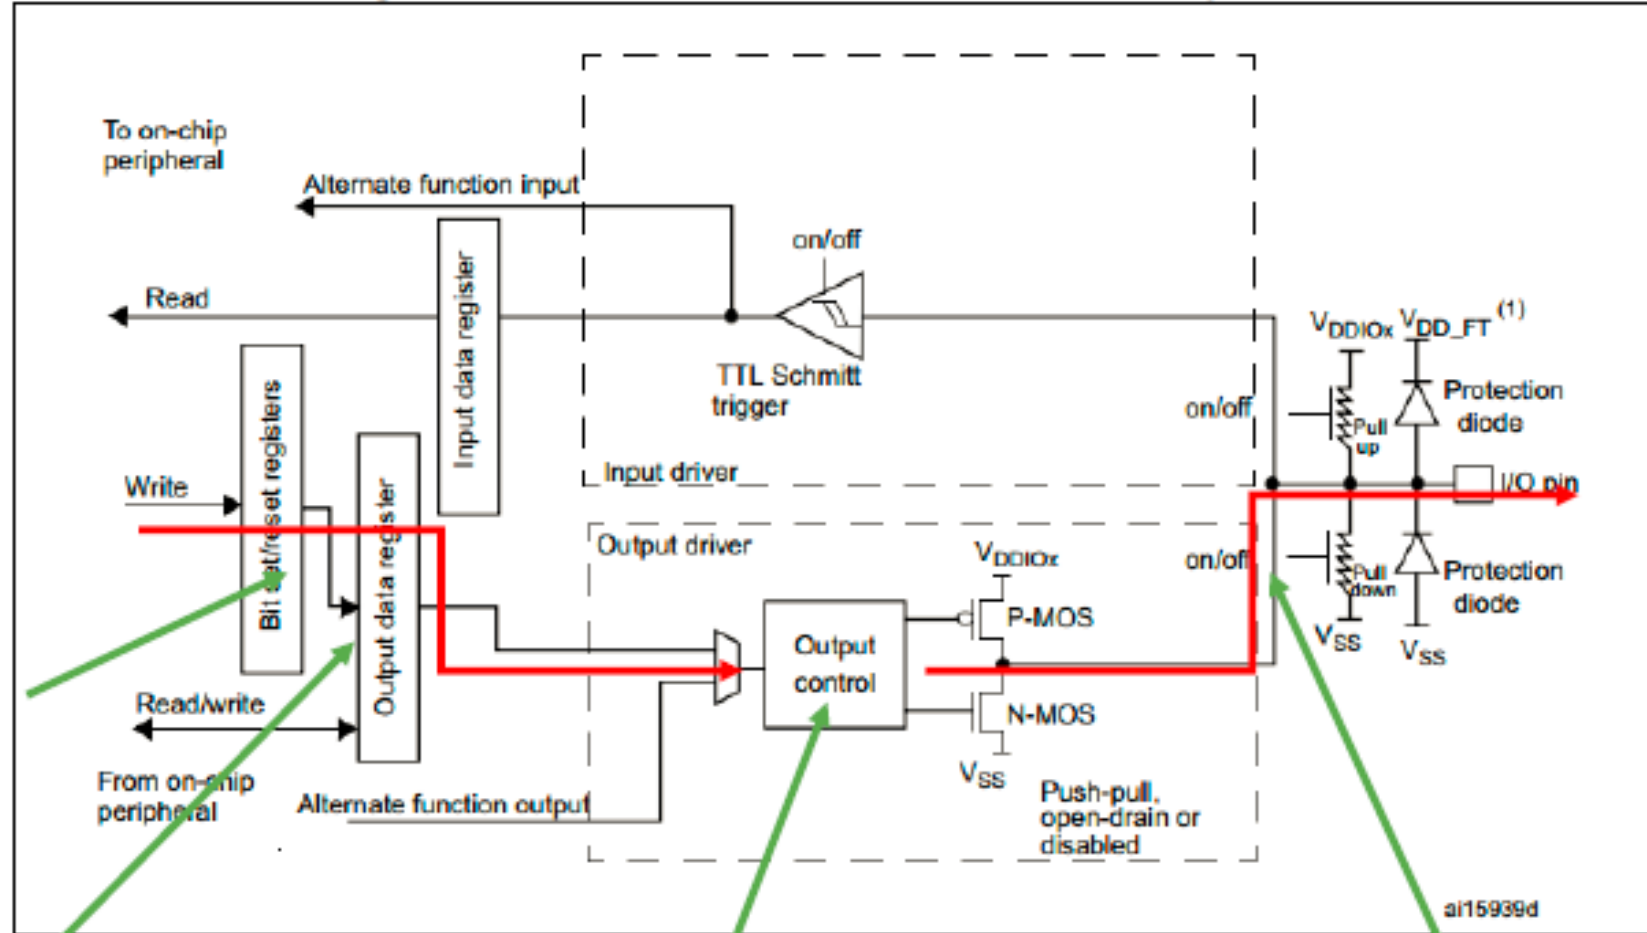 To on-chip
peripheral
Alternate function input
on/off
Read
Input data register
TTL Schmitt
trigger
Input driver
Bit set/reset registers
Write
Output data register
Read/write
From on-chip
peripheral
Alternate function output
Output driver
Output
control
VDDIOx
P-MOS
N-MOS
VSS
Push-pull,
open-drain or
disabled
on/off
on/off
VDDIOx
VDD_FT (1)
Pull
up
Protection
diode
I/O pin
Pull
down
Protection
diode
VSS
VSS
ai15939d